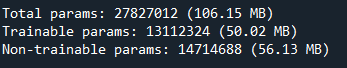 Total params: 27827012 (106.15 MB)
Trainable params: 13112324 (50.02 MB)
Non-trainable params: 14714688 (56.13 MB)